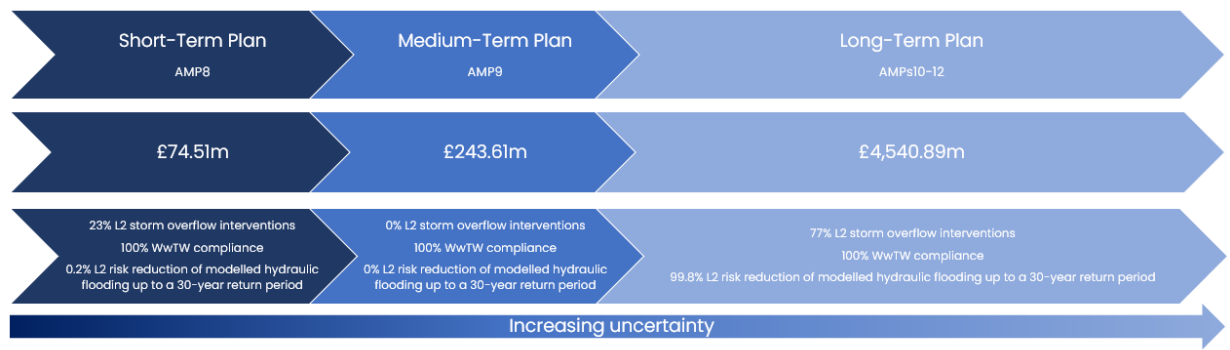 Short-Term Plan
AMP8
Medium-Term Plan
AMP9
Long-Term Plan
AMPs10-12
£74.51m
£243.61m
£4,540.89m
23% L2 storm overflow interventions
100% WwTW compliance
0.2% L2 risk reduction of modelled hydraulic
flooding up to a 30-year return period
0% L2 storm overflow interventions
100% WwTW compliance
0% L2 risk reduction of modelled hydraulic
flooding up to a 30-year return period
77% L2 storm overflow interventions
100% WwTW compliance
99.8% L2 risk reduction of modelled hydraulic flooding up to a 30-year return period
Increasing uncertainty